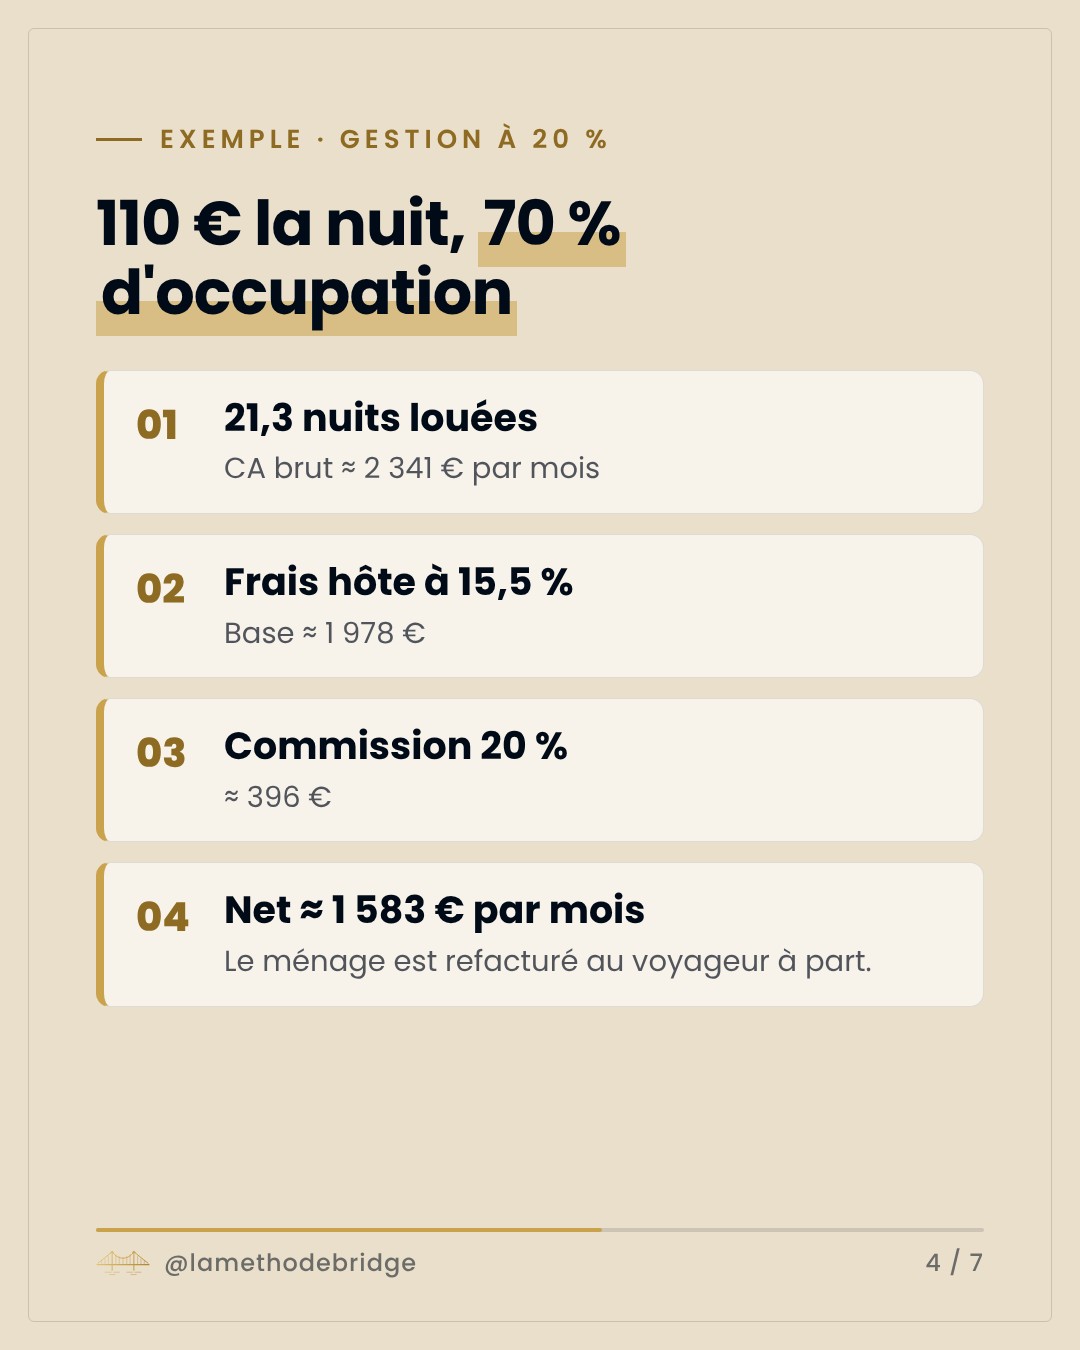 EXEMPLE · GESTION À 20 %
110 € la nuit, 70 %
d'occupation
01
21,3 nuits louées
CA brut ≈ 2 341 € par mois
02
Frais hôte à 15,5 %
Base ≈ 1 978 €
03
Commission 20 %
≈ 396 €
04
Net ≈ 1 583 € par mois
Le ménage est refacturé au voyageur à part.
@lamethodebridge
4 / 7